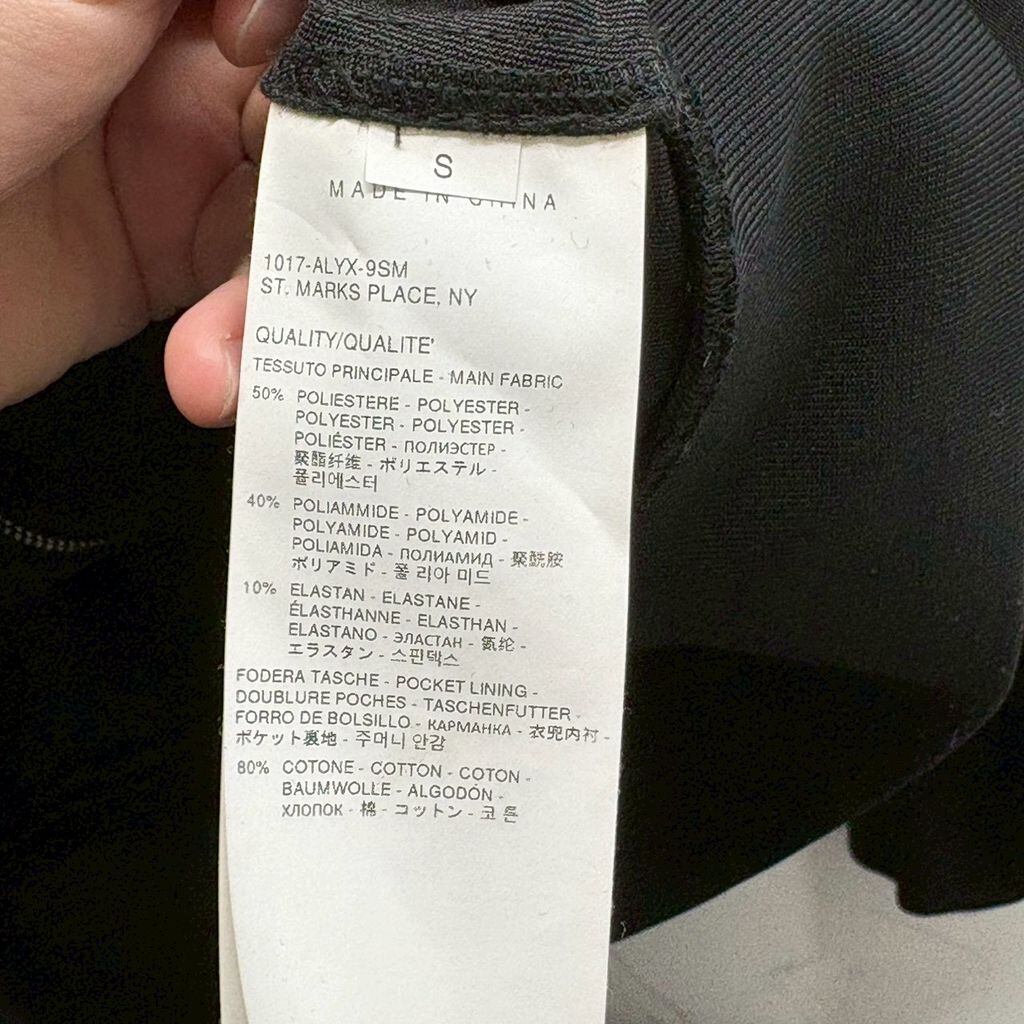 S
MADE IN CHINA
1017-ALYX-9SM
ST. MARKS PLACE, NY
QUALITY/QUALITE'
TESSUTO PRINCIPALE - MAIN FABRIC
50% POLIESTERE - POLYESTER -
POLYESTER - POLYESTER -
POLIÉSTER - ПОЛИЭСТЕР -
聚酯纤维 - ポリエステル -
폴리에스터
40% POLIAMMIDE - POLYAMIDE -
POLYAMIDE - POLYAMID -
POLIAMIDA - ПОЛИАМИД - 聚酰胺
ポリアミド - 폴 리아 미드
10% ELASTAN - ELASTANE -
ÉLASTHANNE - ELASTHAN -
ELASTANO - ЭЛАСТАН - 氨纶 -
エラスタン - 스핀덱스
FODERA TASCHE - POCKET LINING -
DOUBLURE POCHES - TASCHENFUTTER -
FORRO DE BOLSILLO - КАРМАНКА - 衣兜内衬 -
ポケット裏地 - 주머니 안감
80% COTONE - COTTON - COTON -
BAUMWOLLE - ALGODÓN -
ХЛОПОК - 棉 - コットン - 코 튼